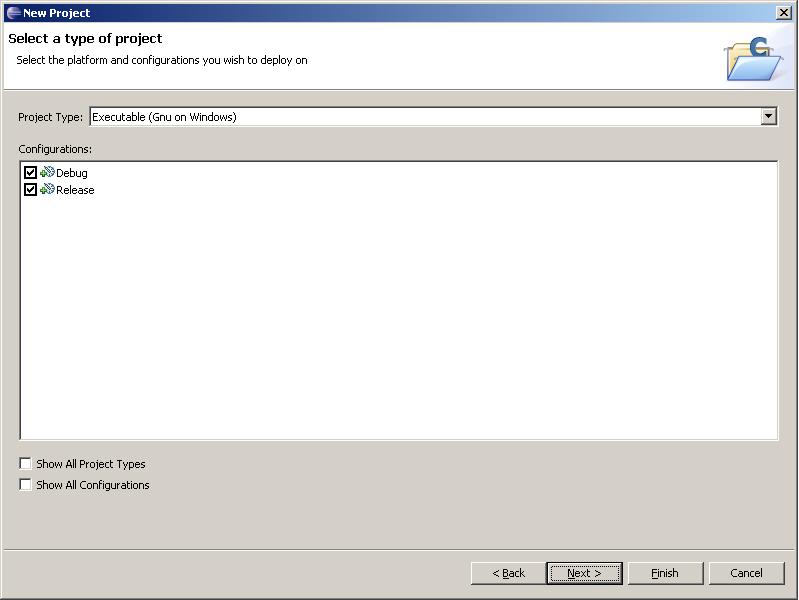 New Project
Select a type of project
Select the platform and configurations you wish to deploy on
C
Project Type: Executable (Gnu on Windows)
Configurations:
Debug
Release
Show All Project Types
Show All Configurations
< Back Next > Finish Cancel